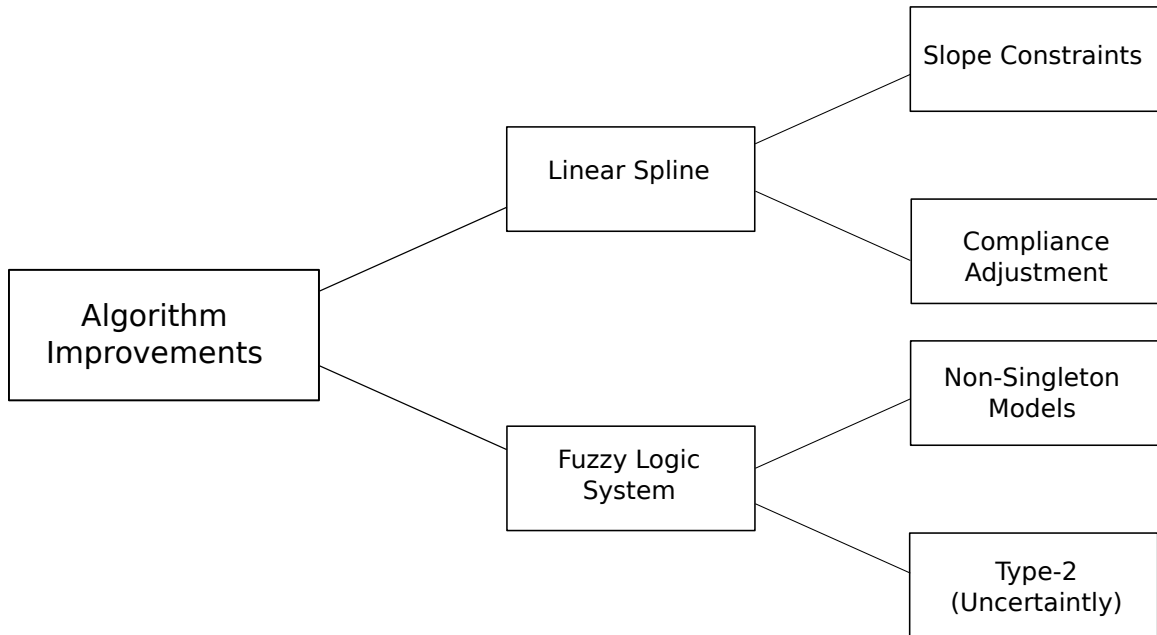 Slope Constraints
Linear Spline
Compliance
Adjustment
Algorithm
Improvements
Non-Singleton
Models
Fuzzy Logic
System
Type-2
(Uncertaintly)